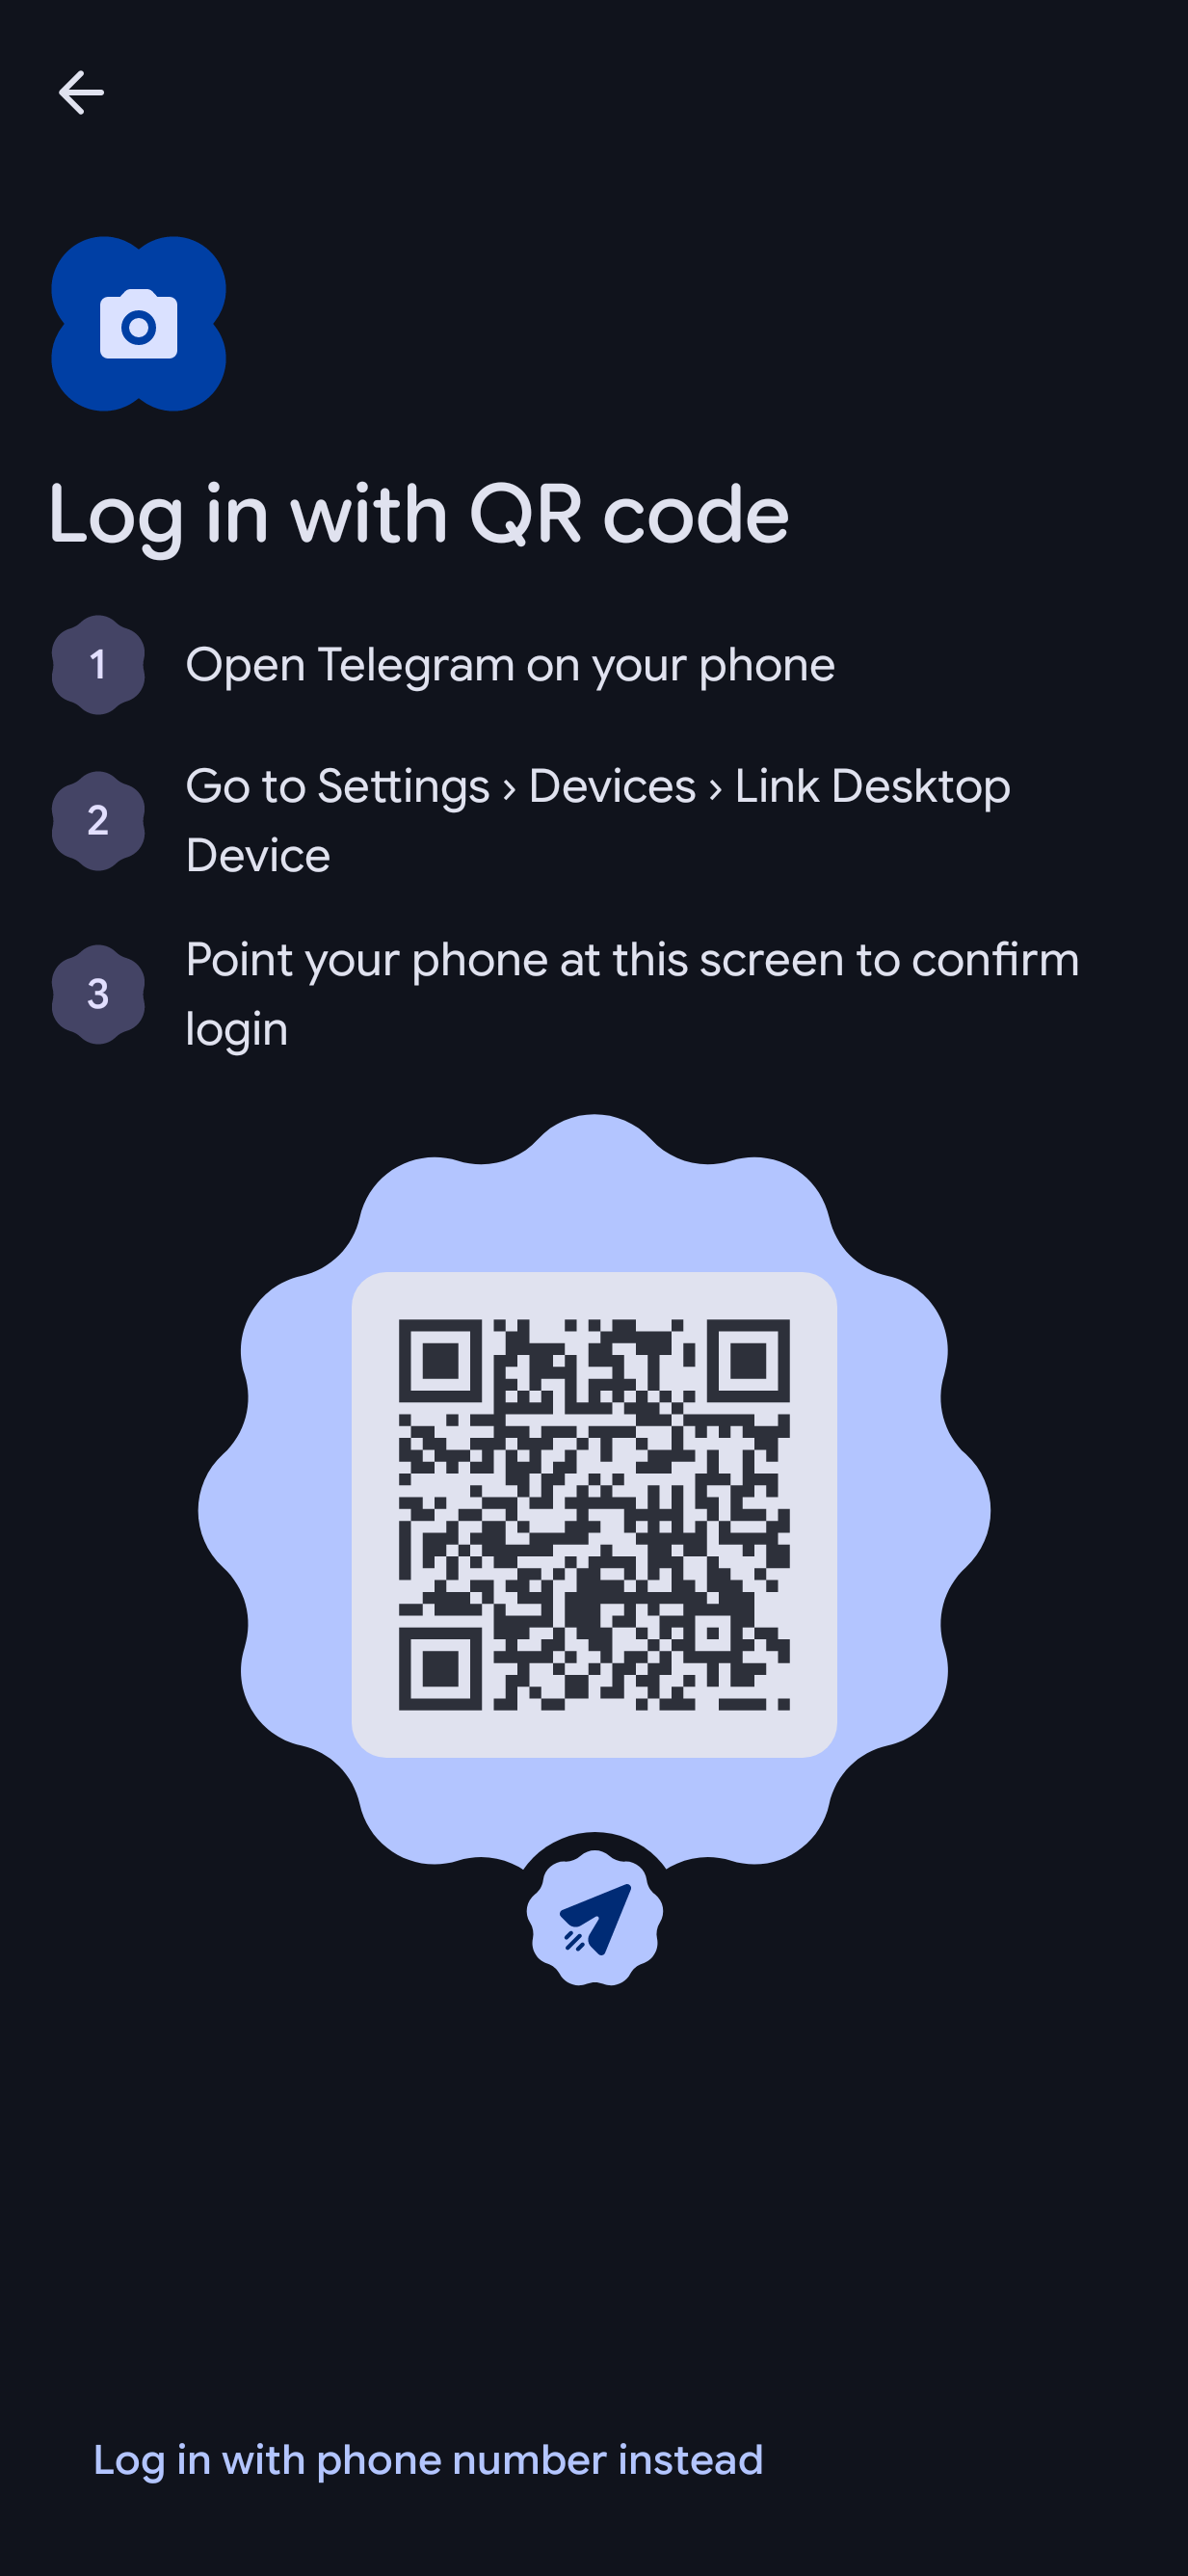 Log in with QR code
1
Open Telegram on your phone
2
Go to Settings › Devices › Link Desktop
Device
3
Point your phone at this screen to confirm
login
Log in with phone number instead